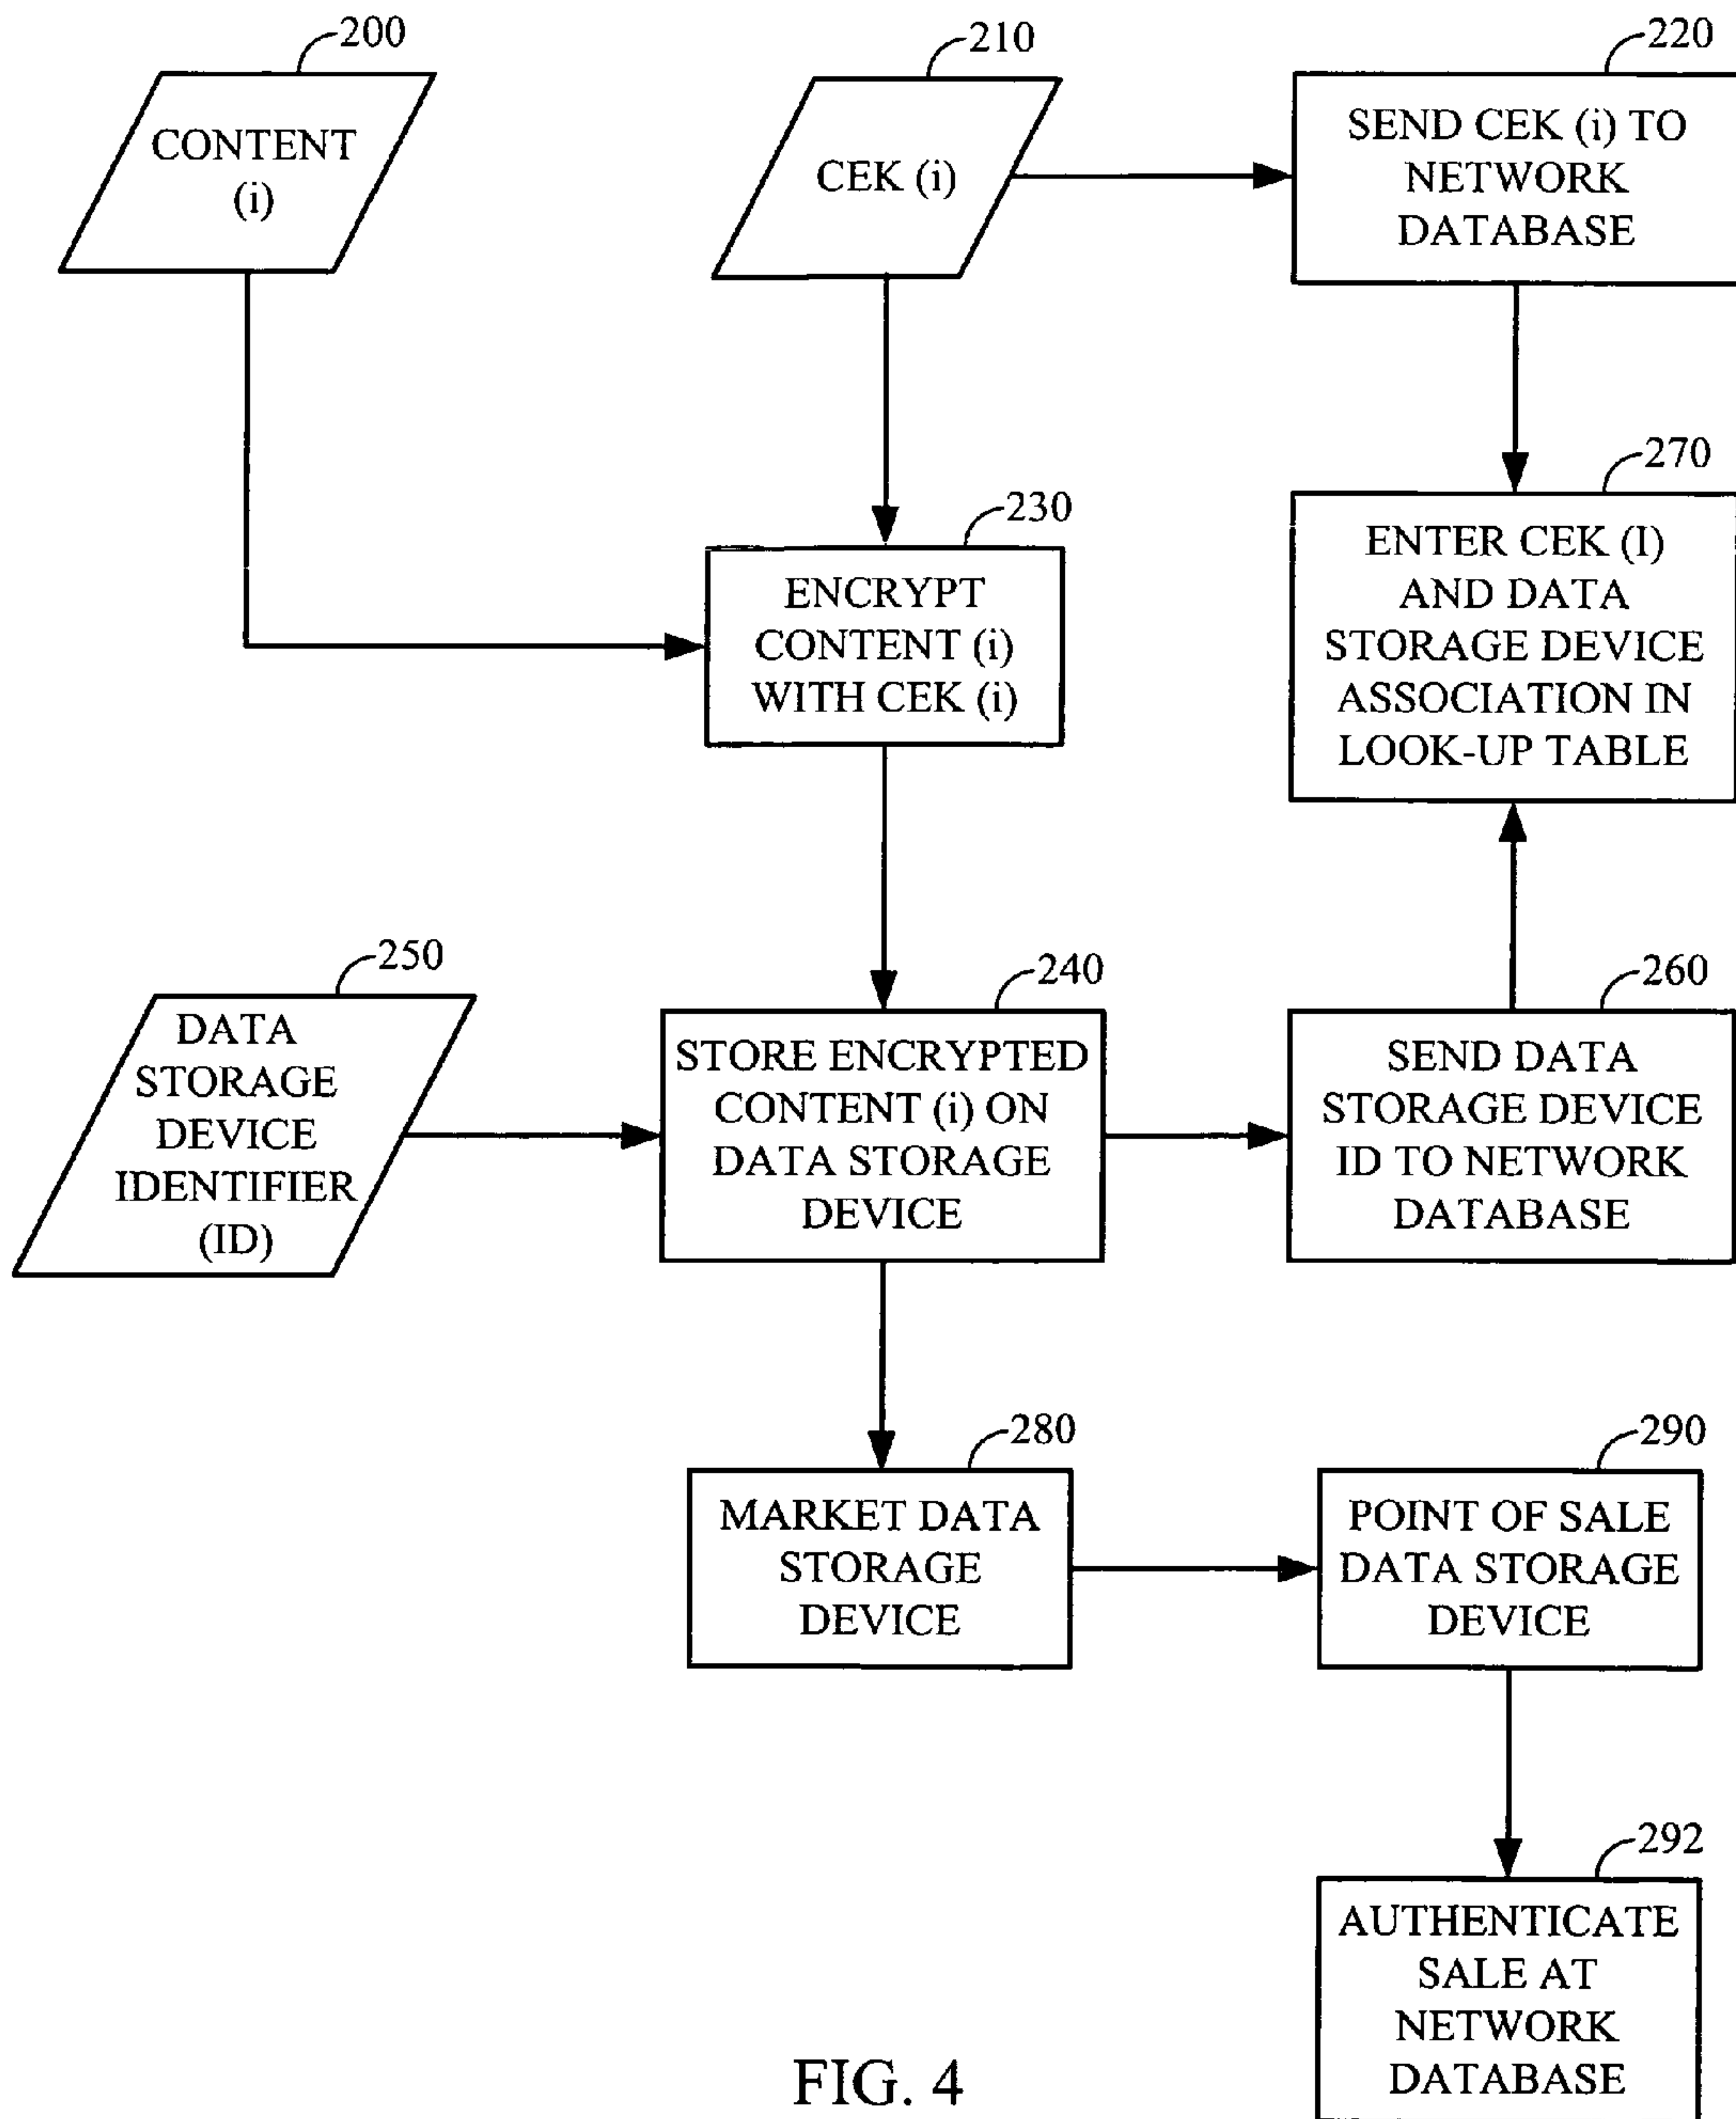 200
CONTENT
(i)
210
CEK (i)
220
SEND CEK (i) TO
NETWORK
DATABASE
230
ENCRYPT
CONTENT (i)
WITH CEK (i)
270
ENTER CEK (I)
AND DATA
STORAGE DEVICE
ASSOCIATION IN
LOOK-UP TABLE
250
DATA
STORAGE
DEVICE
IDENTIFIER
(ID)
240
STORE ENCRYPTED
CONTENT (i) ON
DATA STORAGE
DEVICE
260
SEND DATA
STORAGE DEVICE
ID TO NETWORK
DATABASE
280
MARKET DATA
STORAGE
DEVICE
290
POINT OF SALE
DATA STORAGE
DEVICE
292
AUTHENTICATE
SALE AT
NETWORK
DATABASE
FIG. 4